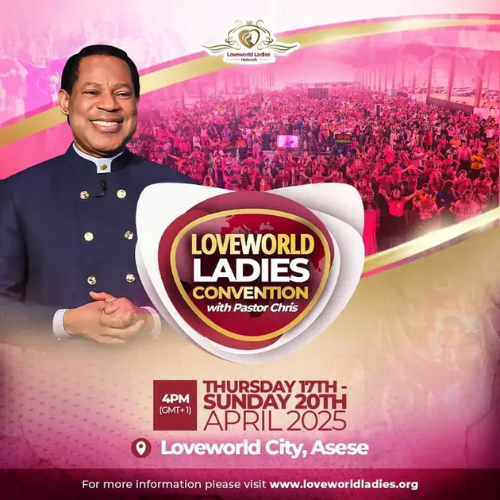 Loveworld Ladies
Network
LOVEWORLD
LADIES
CONVENTION
with Pastor Chris
4PM
(GMT+1)
THURSDAY 17TH -
SUNDAY 20TH
APRIL 2025
Loveworld City, Asese
For more information please visit www.loveworldladies.org